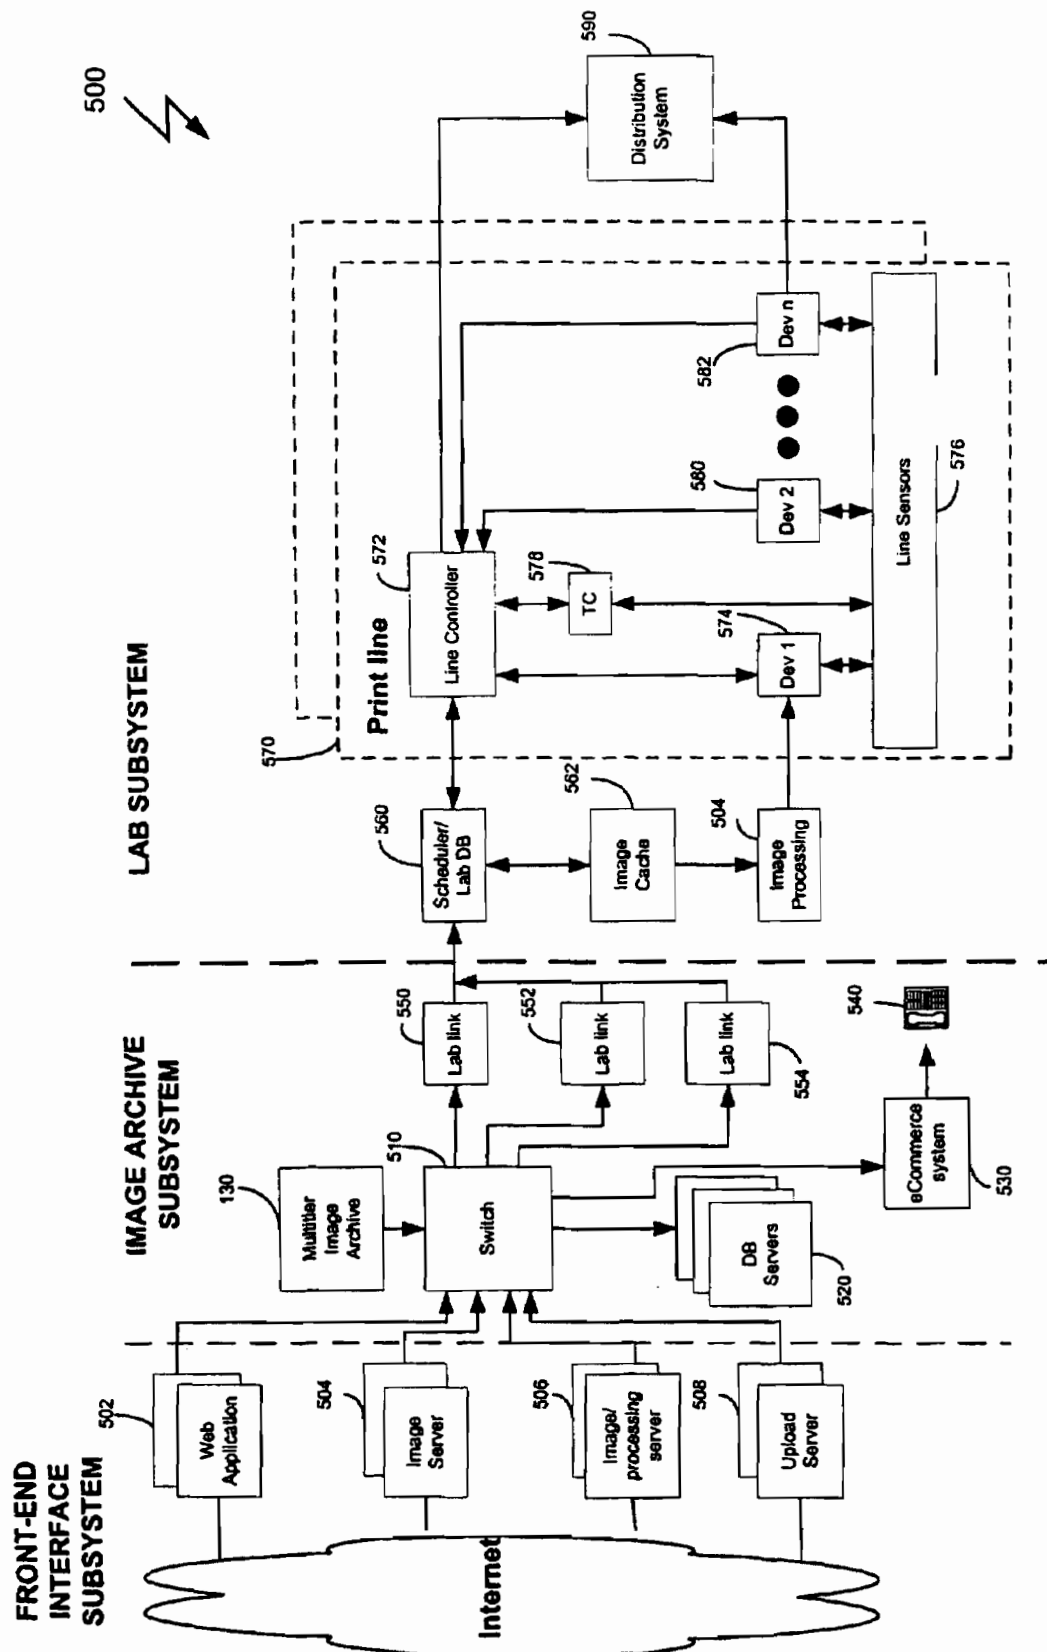 500
FRONT-END
INTERFACE
SUBSYSTEM
IMAGE ARCHIVE
SUBSYSTEM
LAB SUBSYSTEM
Internet
502
Web
Application
504
Image
Server
506
Image/
processing
server
508
Upload
Server
130
Multitier
Image
Archive
510
Switch
DB
Servers
520
550
Lab link
552
Lab link
Lab link
554
540
eCommerce
system
530
560
Scheduler/
Lab DB
562
Image
Cache
504
Image
Processing
570
Print line
572
Line Controller
578
TC
574
Dev 1
580
Dev 2
582
Dev n
Line Sensors
576
590
Distribution
System